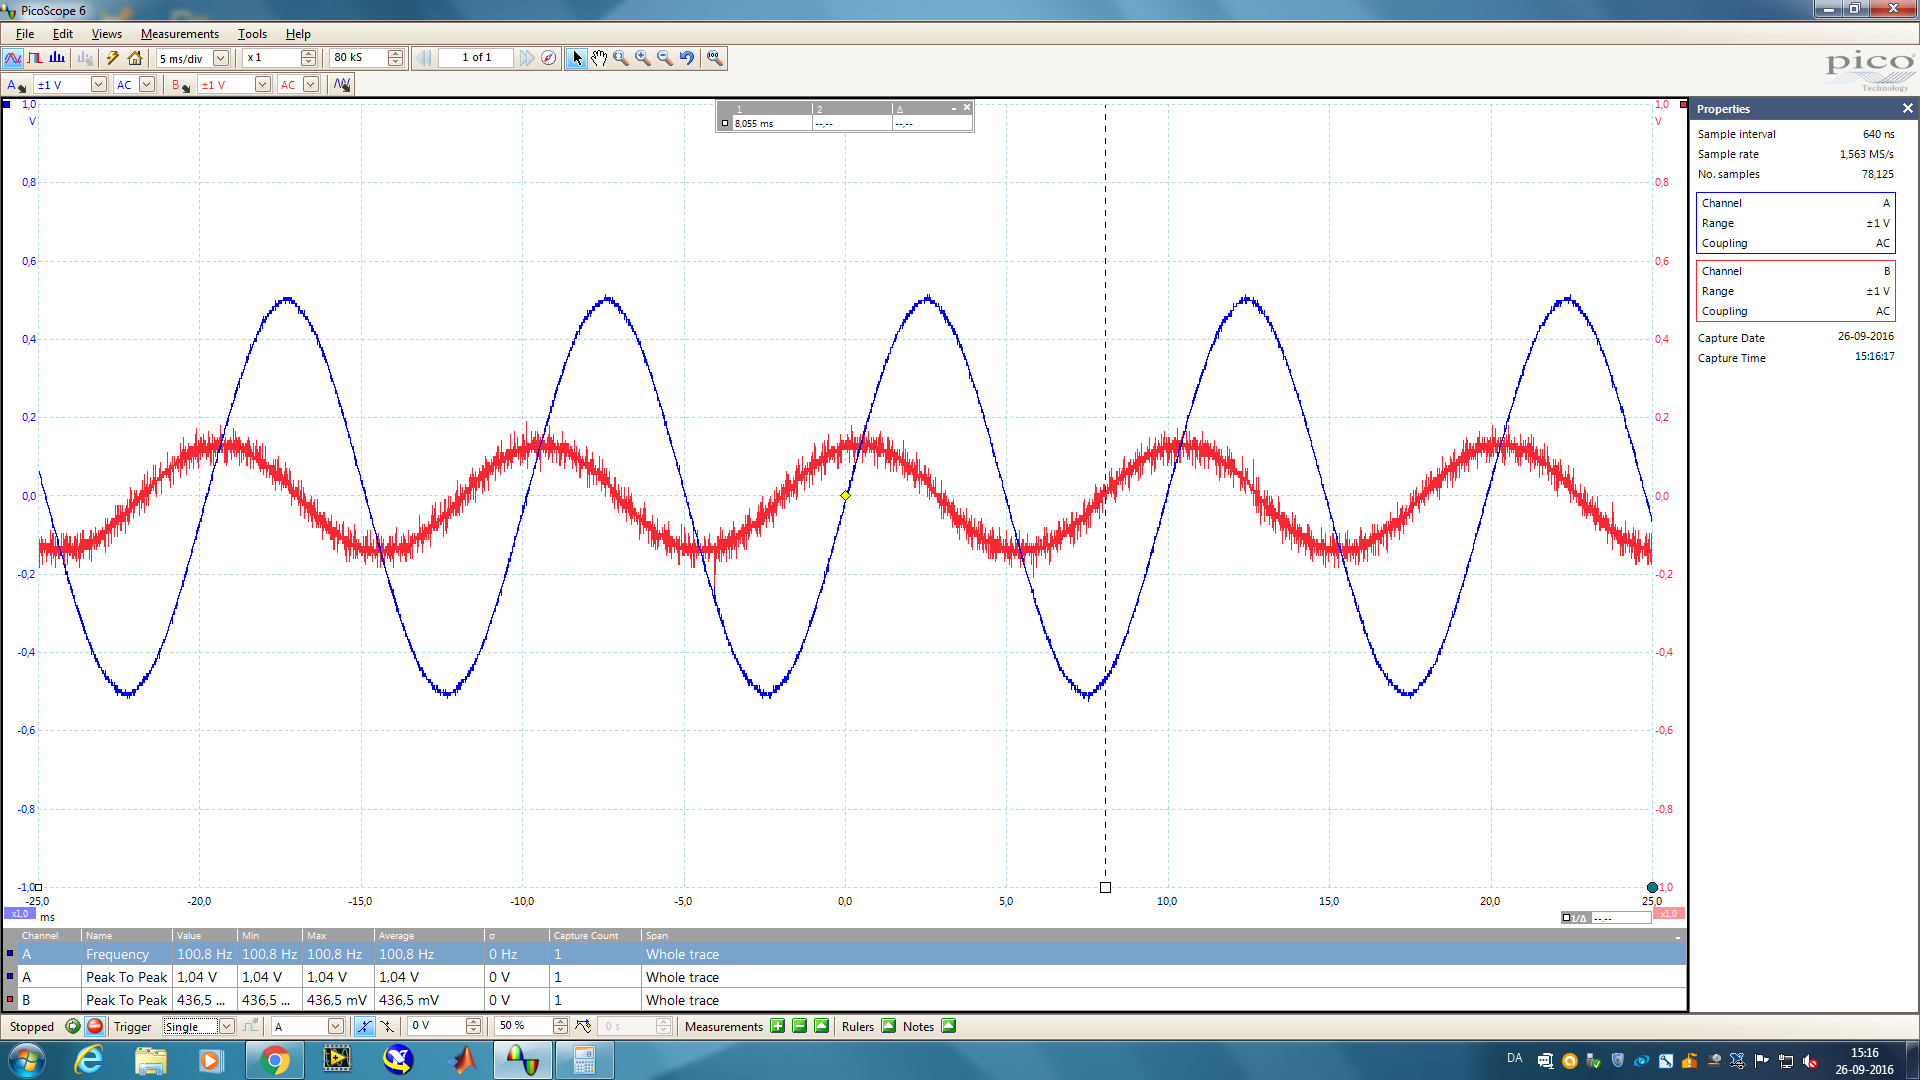 PicoScope 6
File Edit Views Measurements Tools Help
5 ms/div x 1 80 kS 1 of 1
A ±1 V AC B ±1 V AC
pico
Technology
1 2 Δ
8,055 ms --,-- --,--
1,0 1,0
V V
0,8 0,8
0,6 0,6
0,4 0,4
0,2 0,2
0,0 0,0
-0,2 -0,2
-0,4 -0,4
-0,6 -0,6
-0,8 -0,8
-1,0 -1,0
-25,0 -20,0 -15,0 -10,0 -5,0 0,0 5,0 10,0 15,0 20,0 25,0
x1,0 ms 1/Δ --,-- x1,0
Properties
Sample interval 640 ns
Sample rate 1,563 MS/s
No. samples 78,125
Channel A
Range ±1 V
Coupling AC
Channel B
Range ±1 V
Coupling AC
Capture Date 26-09-2016
Capture Time 15:16:17
Channel Name Value Min Max Average σ Capture Count Span
A Frequency 100,8 Hz 100,8 Hz 100,8 Hz 100,8 Hz 0 Hz 1 Whole trace
A Peak To Peak 1,04 V 1,04 V 1,04 V 1,04 V 0 V 1 Whole trace
B Peak To Peak 436,5 ... 436,5 ... 436,5 mV 436,5 mV 0 V 1 Whole trace
Stopped Trigger Single A 0 V 50 % 0 s Measurements Rulers Notes
DA 15:16
26-09-2016